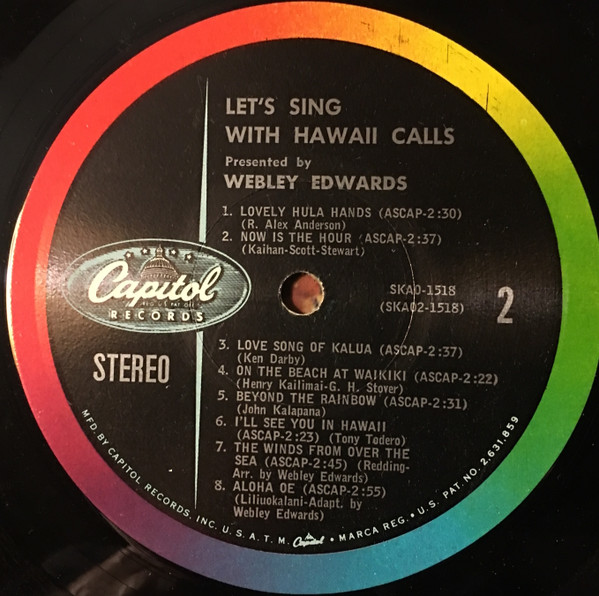 LET'S SING
WITH HAWAII CALLS
Presented by
WEBLEY EDWARDS
1. LOVELY HULA HANDS (ASCAP-2:30)
(R. Alex Anderson)
2. NOW IS THE HOUR (ASCAP-2:37)
(Kaihan-Scott-Stewart)
Capitol
REG. U.S. PAT. OFF.
RECORDS
SKAO-1518
(SKAO2-1518)
2
STEREO
3. LOVE SONG OF KALUA (ASCAP-2:37)
(Ken Darby)
4. ON THE BEACH AT WAIKIKI (ASCAP-2:22)
(Henry Kailimai-G. H. Stover)
5. BEYOND THE RAINBOW (ASCAP-2:31)
(John Kalapana)
6. I'LL SEE YOU IN HAWAII
(ASCAP-2:23) (Tony Todero)
7. THE WINDS FROM OVER THE
SEA (ASCAP-2:45) (Redding-
Arr. by Webley Edwards)
8. ALOHA OE (ASCAP-2:55)
(Liliuokalani-Adapt. by
Webley Edwards)
MFD. BY CAPITOL RECORDS, INC. U. S. A. T. M. Capitol • MARCA REG. • U.S. PAT. NO. 2,631,859